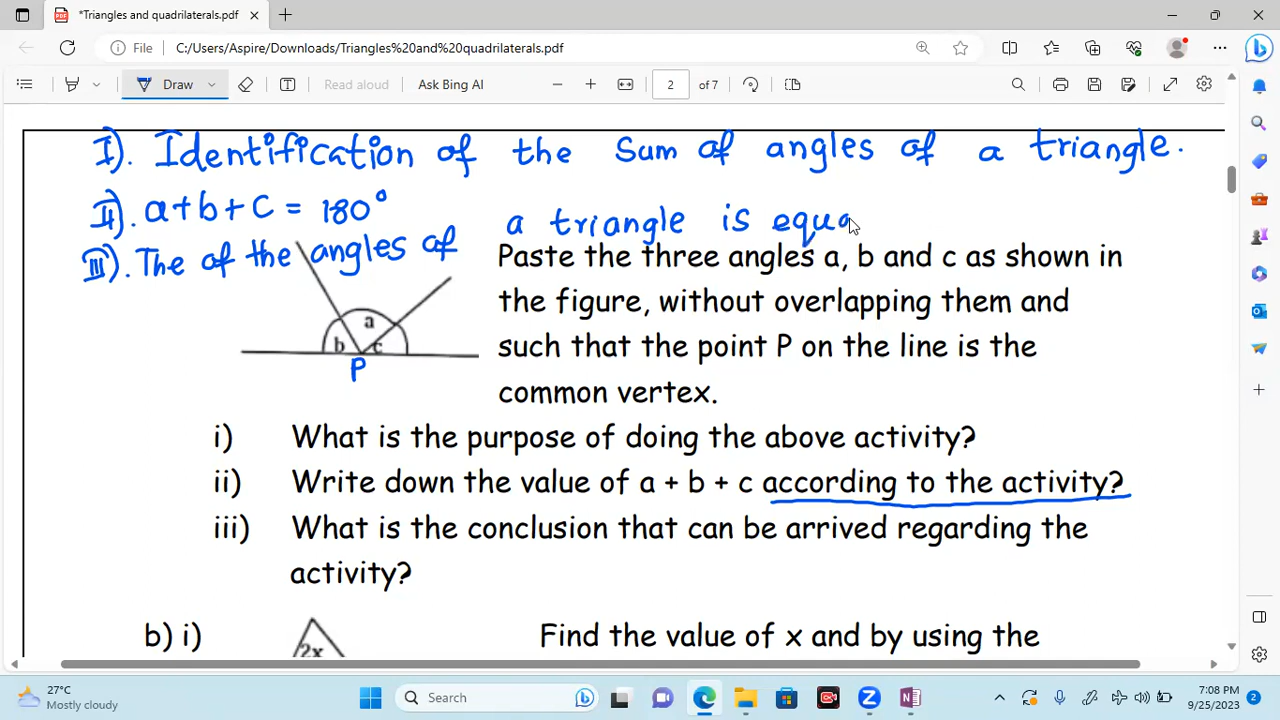 *Triangles and quadrilaterals.pdf
File C:/Users/Aspire/Downloads/Triangles%20and%20quadrilaterals.pdf
Draw Read aloud Ask Bing AI 2 of 7
I). Identification of the Sum of angles of a triangle.
II). a+b+c = 180°
III). The of the angles of a triangle is equa
Paste the three angles a, b and c as shown in
the figure, without overlapping them and
such that the point P on the line is the
common vertex.
a
b c
P
i) What is the purpose of doing the above activity?
ii) Write down the value of a + b + c according to the activity?
iii) What is the conclusion that can be arrived regarding the
activity?
b) i) Find the value of x and by using the
2x
27°C
Mostly cloudy
Search
7:08 PM
9/25/2023
2